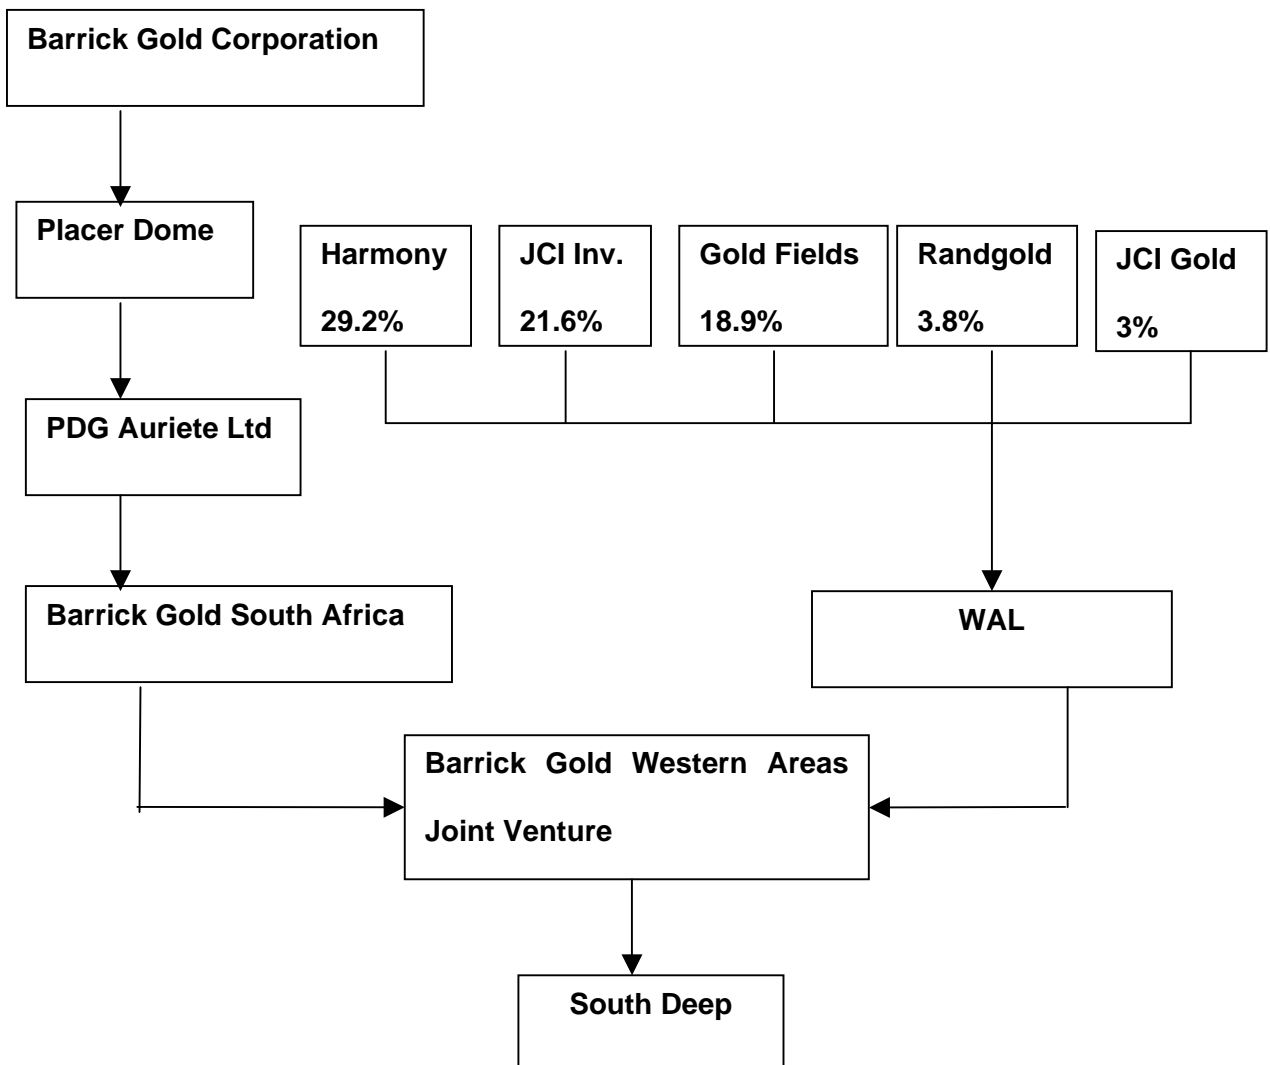 Barrick Gold Corporation
Placer Dome
Harmony
29.2%
JCI Inv.
21.6%
Gold Fields
18.9%
Randgold
3.8%
JCI Gold
3%
PDG Auriete Ltd
Barrick Gold South Africa
WAL
Barrick Gold Western Areas
Joint Venture
South Deep